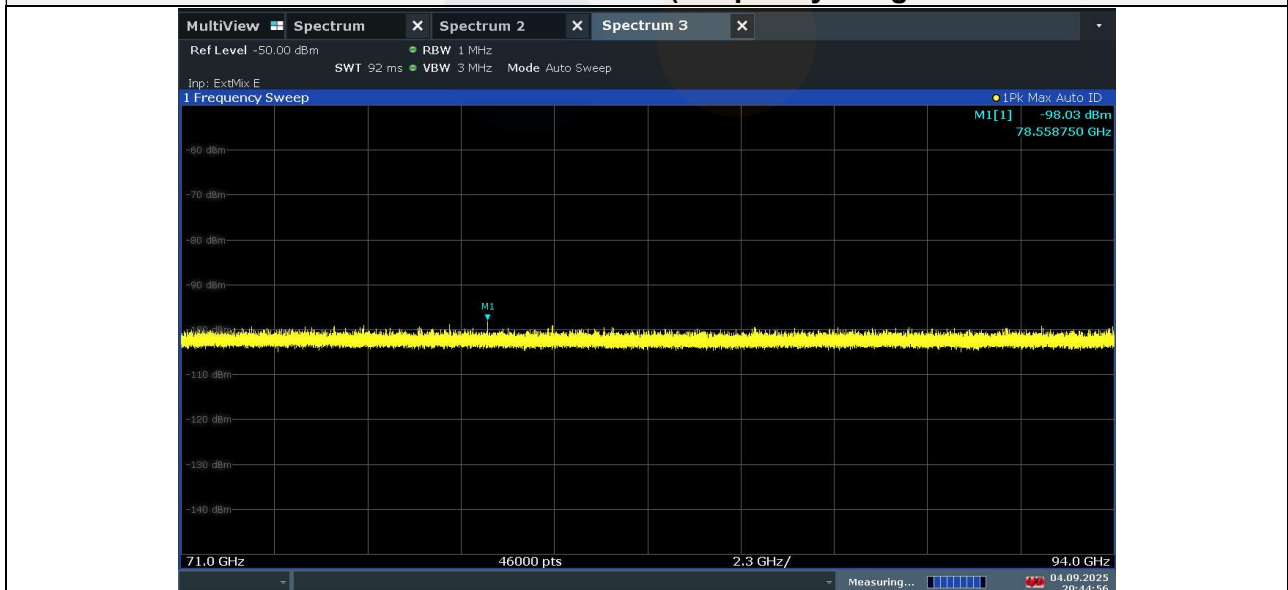 MultiView Spectrum X Spectrum 2 X Spectrum 3 X
Ref Level -50.00 dBm RBW 1 MHz
SWT 92 ms VBW 3 MHz Mode Auto Sweep
Inp: ExtMix E
1 Frequency Sweep 1Pk Max Auto ID
M1[1] -98.03 dBm
78.558750 GHz
-60 dBm
-70 dBm
-80 dBm
-90 dBm
M1
-110 dBm
-120 dBm
-130 dBm
-140 dBm
71.0 GHz 46000 pts 2.3 GHz/ 94.0 GHz
Measuring... 04.09.2025
20:44:56